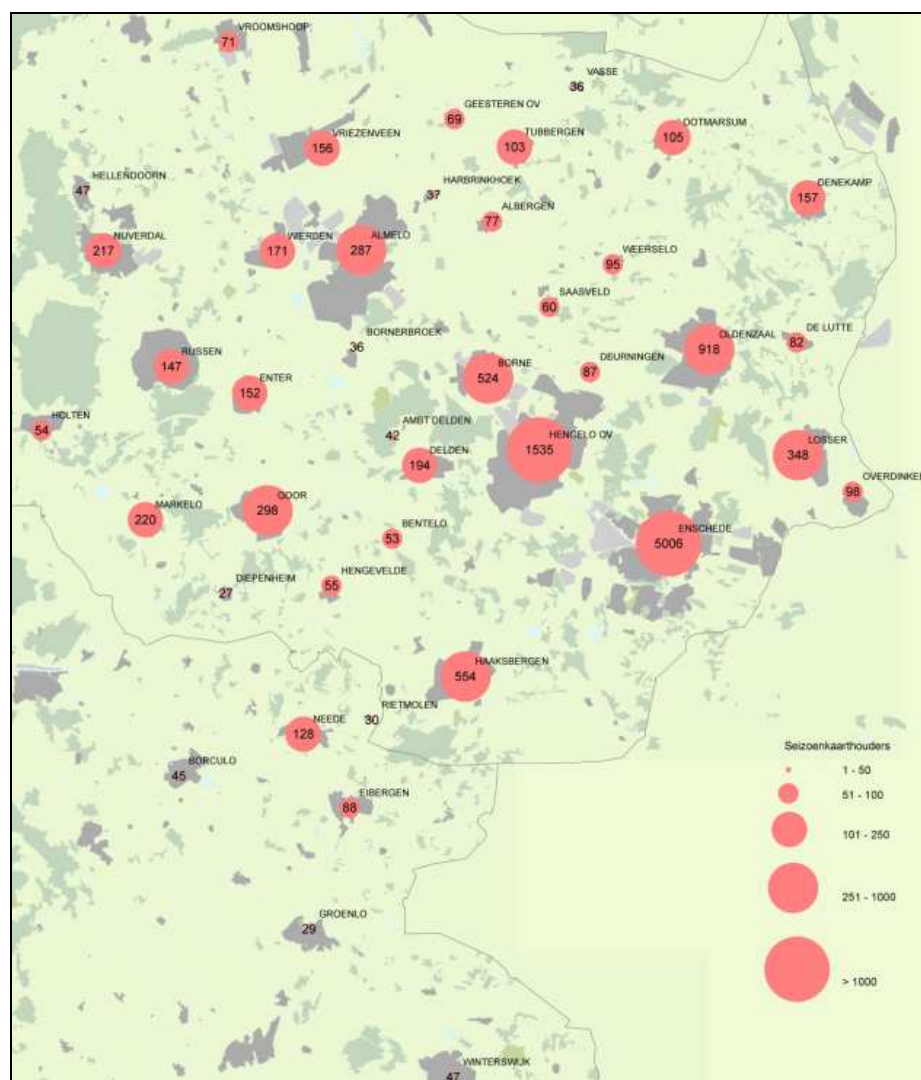 VROOMSHOOP
71
VASSE
36
GEESTEREN OV
69
VRIEZENVEEN
156
TUBBERGEN
103
OOTMARSUM
105
HELLENDOORN
47
HARBRINKHOEK
37
DENEKAMP
157
ALBERGEN
77
NIJVERDAL
217
WIERDEN
171
ALMELO
287
WEERSELO
95
SAASVELD
60
BORNERBROEK
36
OLDENZAAL
918
DE LUTTE
82
RIJSSEN
147
BORNE
524
DEURNINGEN
87
ENTER
152
HOLTEN
54
AMBT DELDEN
42
HENGELO OV
1535
DELDEN
194
LOSSER
348
OVERDINKEL
98
MARKELO
220
GOOR
298
BENTELO
53
ENSCHEDE
5006
DIEPENHEIM
27
HENGEVELDE
55
HAAKSBERGEN
554
RIETMOLEN
30
NEEDE
128
BORCULO
45
EIBERGEN
88
GROENLO
29
WINTERSWIJK
47
Seizoenkaarthouders
1 - 50
51 - 100
101 - 250
251 - 1000
> 1000